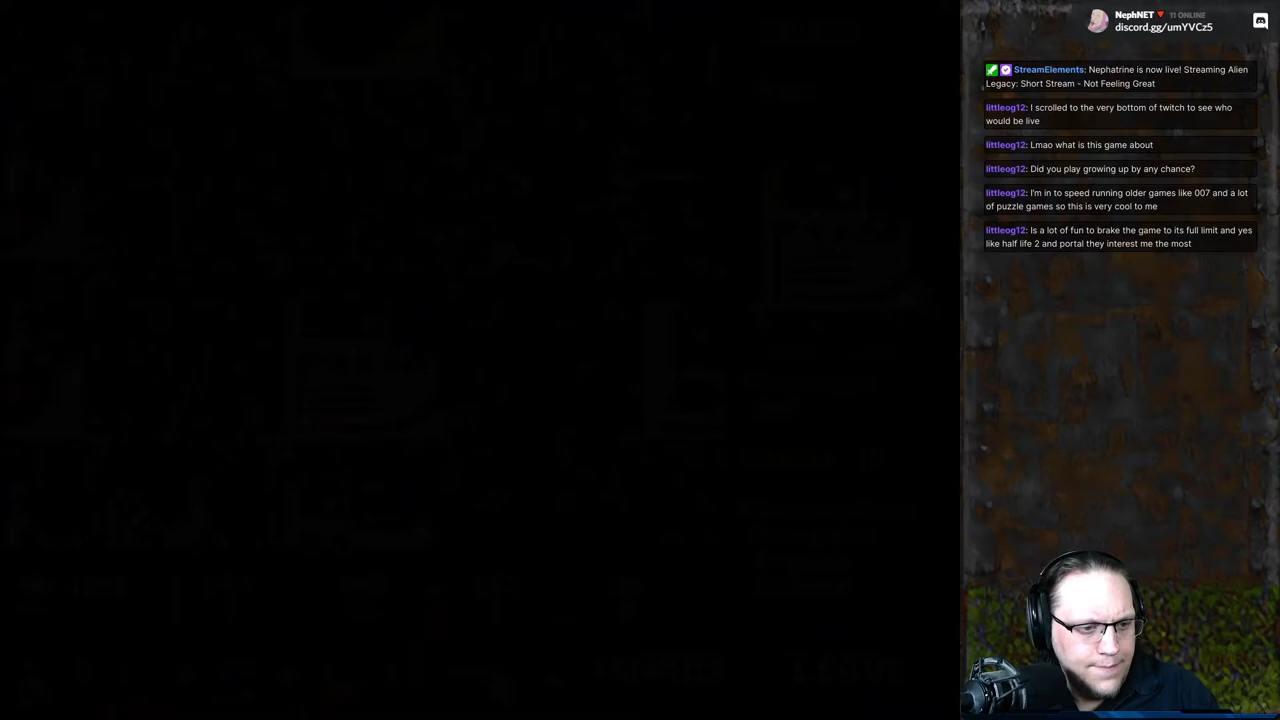 NephNET 11 ONLINE
discord.gg/umYVCz5
StreamElements: Nephatrine is now live! Streaming Alien
Legacy: Short Stream - Not Feeling Great
littleog12: I scrolled to the very bottom of twitch to see who
would be live
littleog12: Lmao what is this game about
littleog12: Did you play growing up by any chance?
littleog12: I'm in to speed running older games like 007 and a lot
of puzzle games so this is very cool to me
littleog12: Is a lot of fun to brake the game to its full limit and yes
like half life 2 and portal they interest me the most